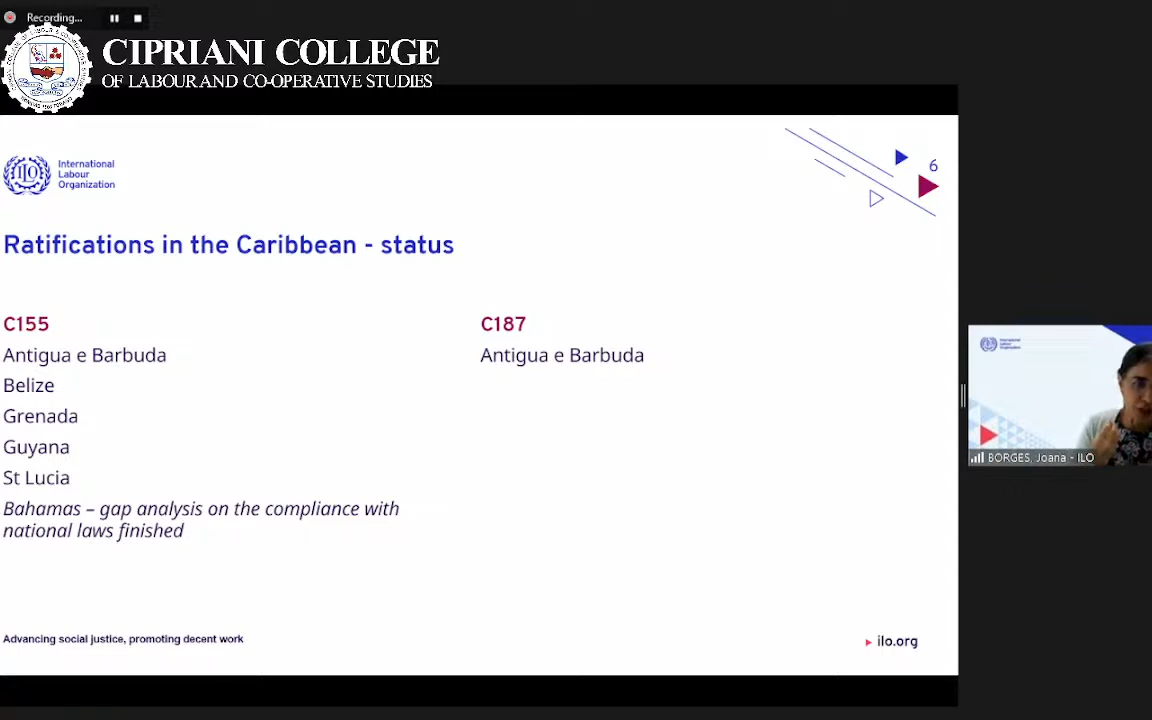 Recording...
CIPRIANI COLLEGE
OF LABOUR AND CO-OPERATIVE STUDIES
ILO
International
Labour
Organization
6
Ratifications in the Caribbean - status
C155
Antigua e Barbuda
Belize
Grenada
Guyana
St Lucia
Bahamas – gap analysis on the compliance with
national laws finished
C187
Antigua e Barbuda
Advancing social justice, promoting decent work
ilo.org
BORGES, Joana - ILO